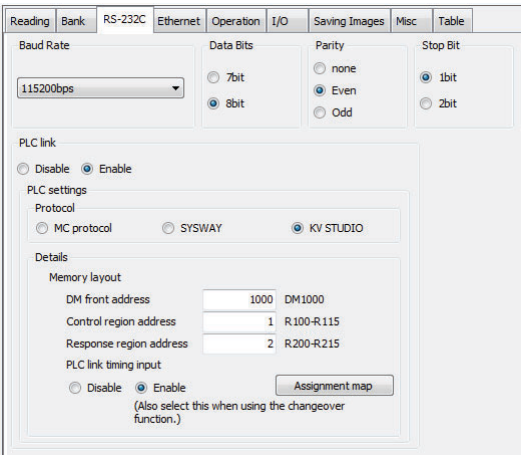 Reading Bank RS-232C Ethernet Operation I/O Saving Images Misc Table
Baud Rate Data Bits Parity Stop Bit
115200bps
7bit
8bit
none
Even
Odd
1bit
2bit
PLC link
Disable Enable
PLC settings
Protocol
MC protocol SYSWAY KV STUDIO
Details
Memory layout
DM front address 1000 DM1000
Control region address 1 R100-R115
Response region address 2 R200-R215
PLC link timing input
Disable Enable Assignment map
(Also select this when using the changeover
function.)